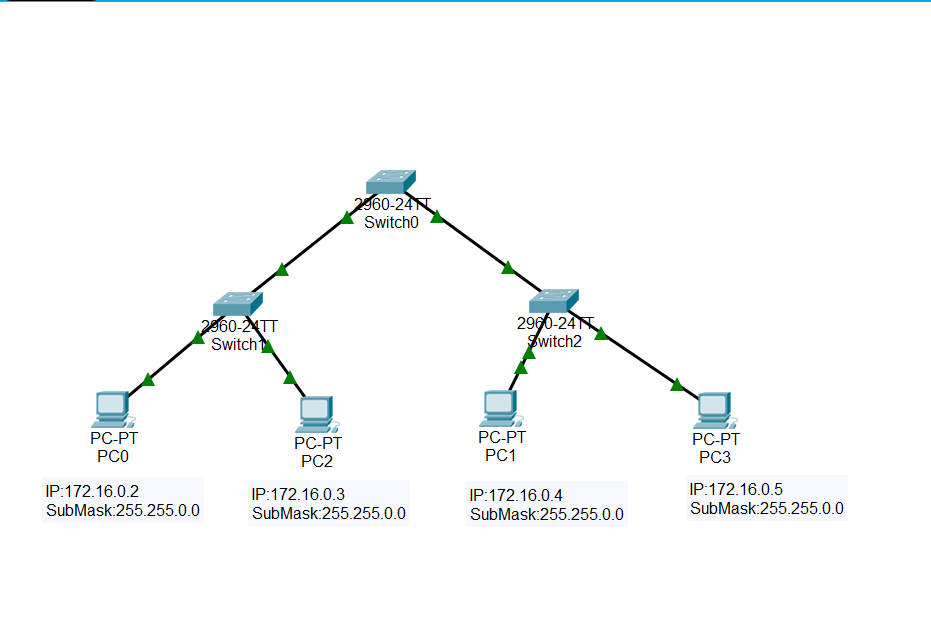 2960-24TT
Switch0
2960-24TT
Switch1
2960-24TT
Switch2
PC-PT
PC0
PC-PT
PC2
PC-PT
PC1
PC-PT
PC3
IP:172.16.0.2
SubMask:255.255.0.0
IP:172.16.0.3
SubMask:255.255.0.0
IP:172.16.0.4
SubMask:255.255.0.0
IP:172.16.0.5
SubMask:255.255.0.0